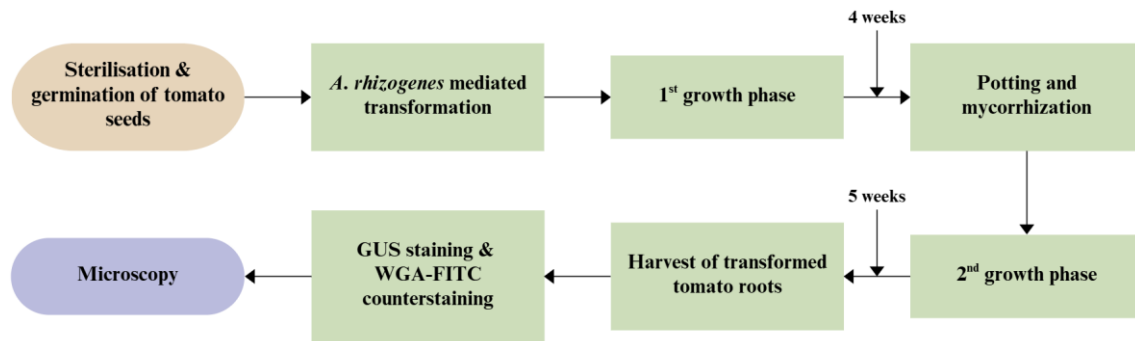 Sterilisation &
germination of tomato
seeds
A. rhizogenes mediated
transformation
1st growth phase
4 weeks
Potting and
mycorrhization
2nd growth phase
5 weeks
Harvest of transformed
tomato roots
GUS staining &
WGA-FITC
counterstaining
Microscopy